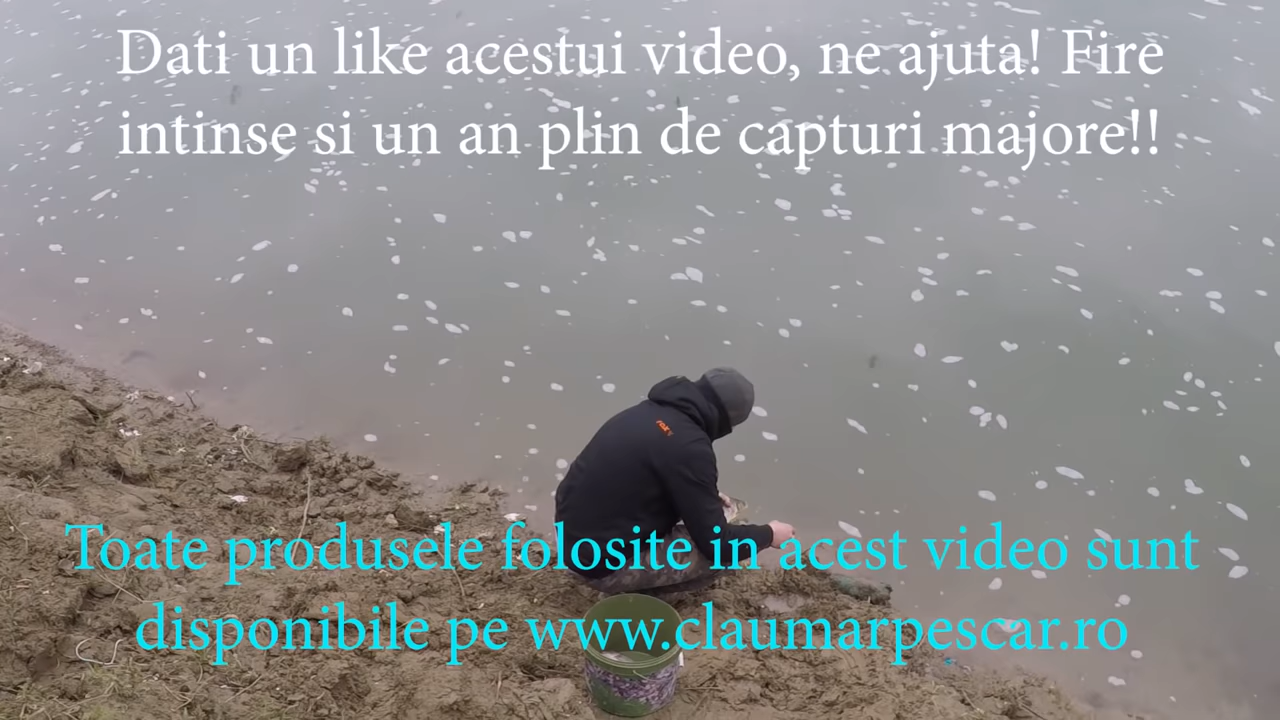 Dati un like acestui video, ne ajuta! Fire
intinse si un an plin de capturi majore!!
Toate produsele folosite in acest video sunt
disponibile pe www.claumarpescar.ro